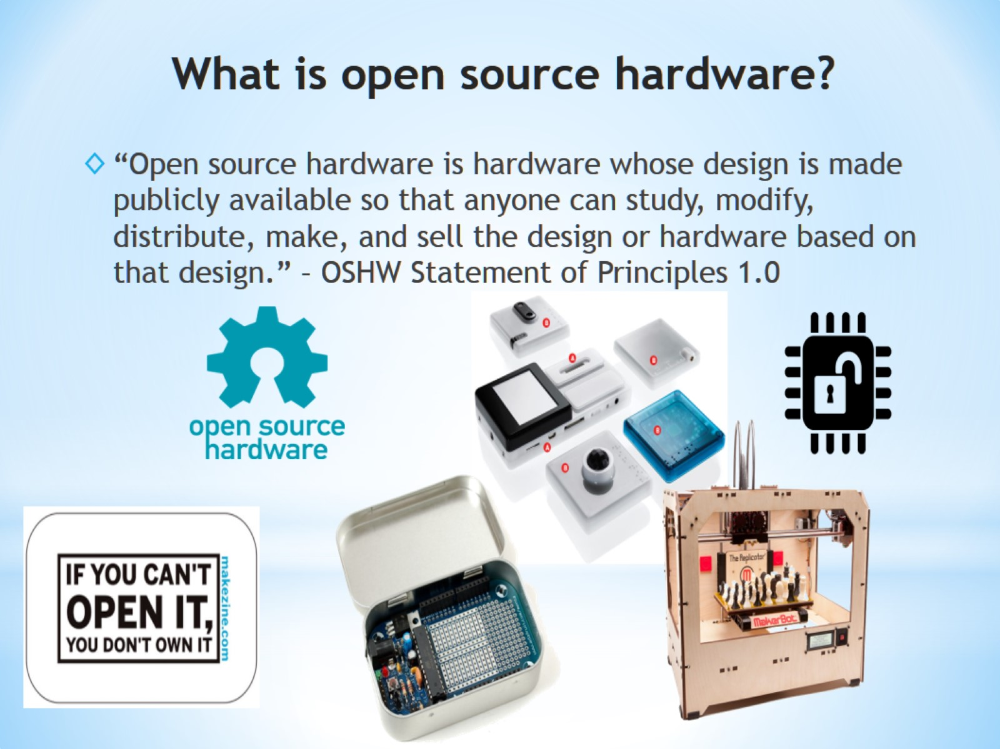 What is open source hardware?
“Open source hardware is hardware whose design is made
publicly available so that anyone can study, modify,
distribute, make, and sell the design or hardware based on
that design.” – OSHW Statement of Principles 1.0
open source
hardware
B
A
B
B
A
B
IF YOU CAN'T
OPEN IT,
YOU DON'T OWN IT
makezine.com
The Replicator
M
MakerBot